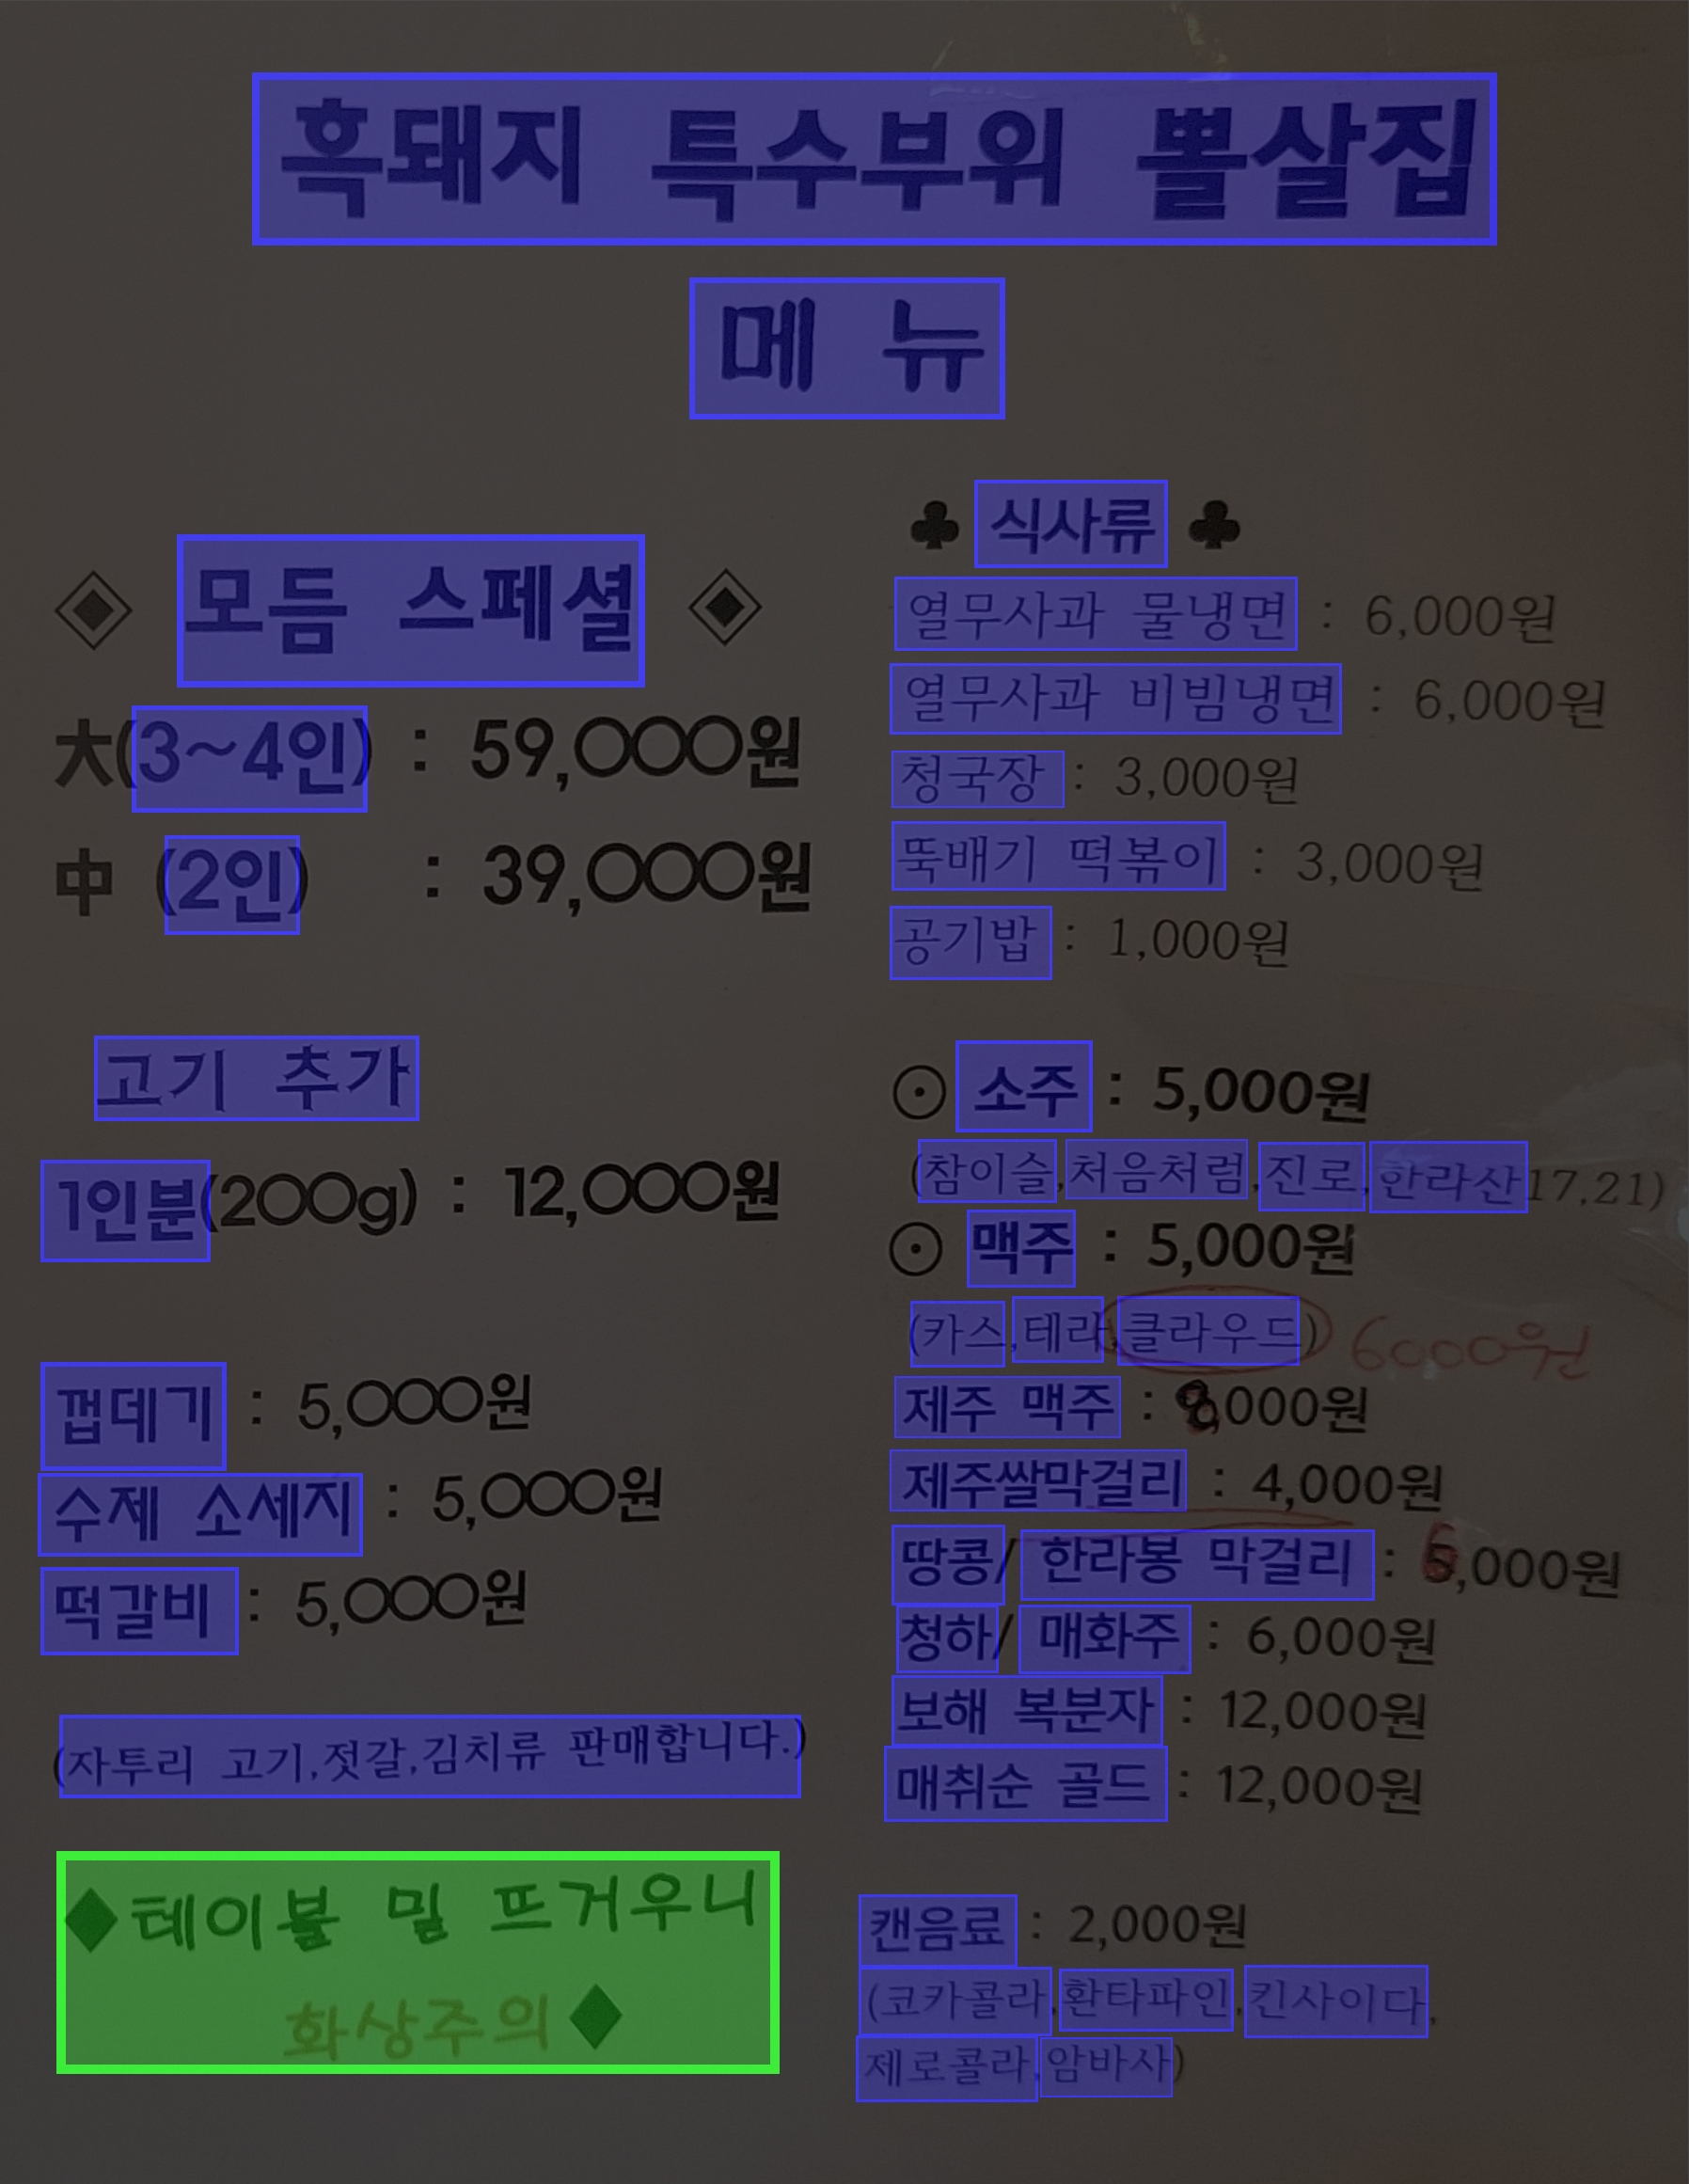 흑돼지 특수부위 뽈살집
메 뉴
◈ 모듬 스페셜 ◈
大(3~4인) : 59,000원
中 (2인) : 39,000원
고기 추가
1인분(200g) : 12,000원
껍데기 : 5,000원
수제 소세지 : 5,000원
떡갈비 : 5,000원
(자투리 고기,젓갈,김치류 판매합니다.)
◆테이블 밑 뜨거우니
화상주의◆
♣ 식사류 ♣
열무사과 물냉면 : 6,000원
열무사과 비빔냉면 : 6,000원
청국장 : 3,000원
뚝배기 떡볶이 : 3,000원
공기밥 : 1,000원
⊙ 소주 : 5,000원
(참이슬,처음처럼,진로,한라산17,21)
⊙ 맥주 : 5,000원
(카스,테라,클라우드) 6000원
제주 맥주 : 8,000원
제주쌀막걸리 : 4,000원
땅콩/ 한라봉 막걸리 : ,000원
청하/ 매화주 : 6,000원
보해 복분자 : 12,000원
매취순 골드 : 12,000원
캔음료 : 2,000원
(코카콜라,환타파인,킨사이다,
제로콜라,암바사)